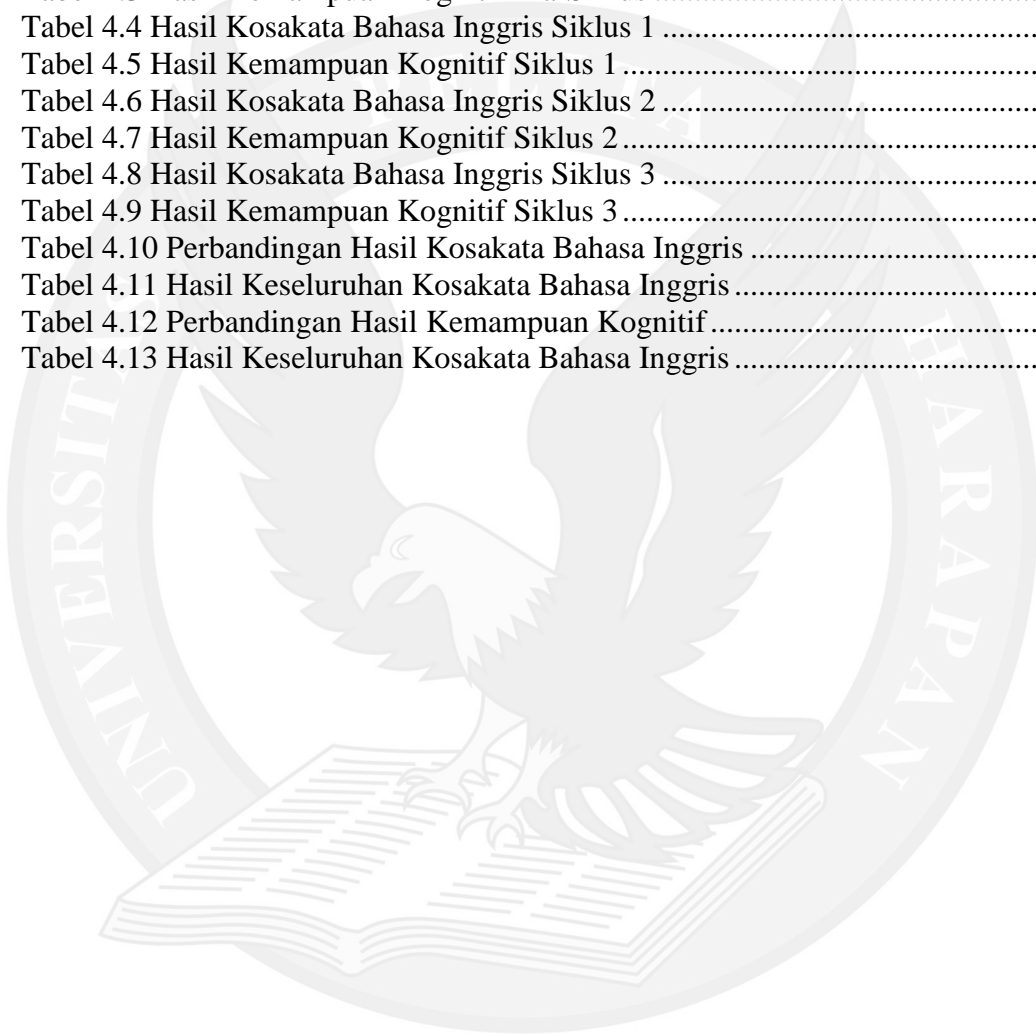 Tabel 4.4 Hasil Kosakata Bahasa Inggris Siklus 1 ................................................
Tabel 4.5 Hasil Kemampuan Kognitif Siklus 1 .....................................................
Tabel 4.6 Hasil Kosakata Bahasa Inggris Siklus 2 ................................................
Tabel 4.7 Hasil Kemampuan Kognitif Siklus 2 .....................................................
Tabel 4.8 Hasil Kosakata Bahasa Inggris Siklus 3 ................................................
Tabel 4.9 Hasil Kemampuan Kognitif Siklus 3 .....................................................
Tabel 4.10 Perbandingan Hasil Kosakata Bahasa Inggris .....................................
Tabel 4.11 Hasil Keseluruhan Kosakata Bahasa Inggris .......................................
Tabel 4.12 Perbandingan Hasil Kemampuan Kognitif ..........................................
Tabel 4.13 Hasil Keseluruhan Kosakata Bahasa Inggris .......................................
UNIVERSITAS PELITA HARAPAN